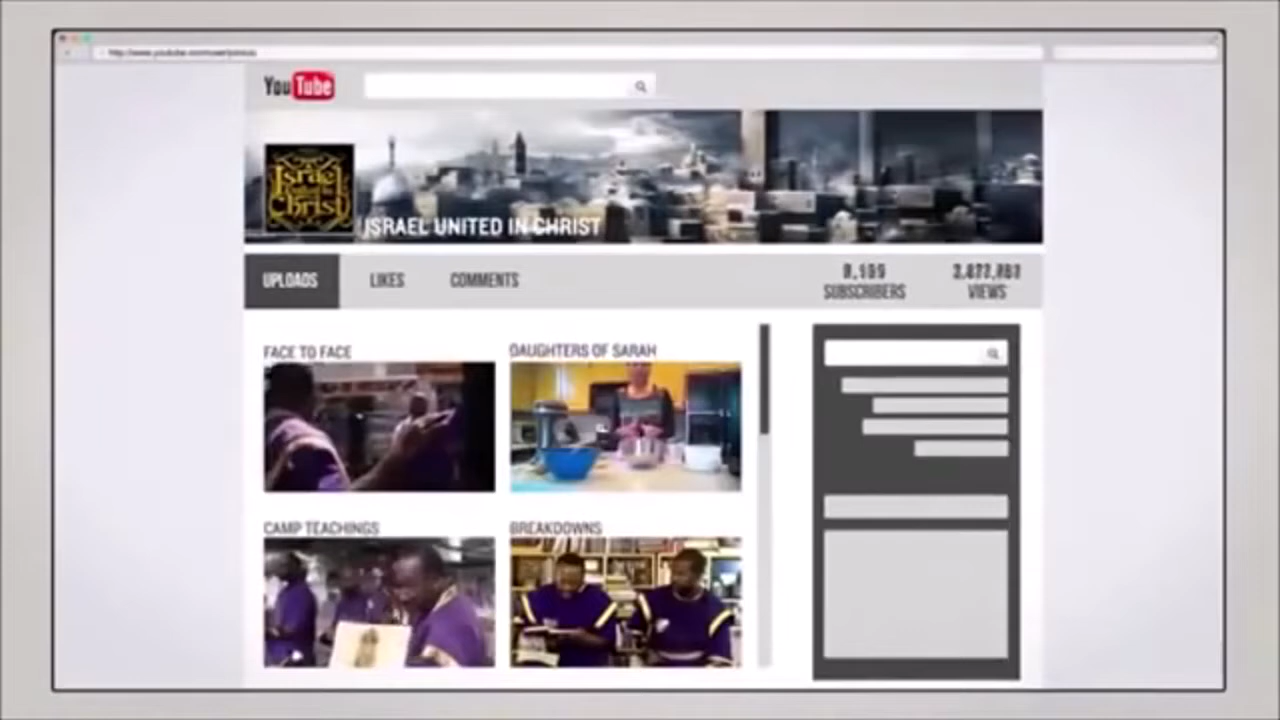 YouTube
Israel
United In
Christ
ISRAEL UNITED IN CHRIST
UPLOADS
LIKES
COMMENTS
SUBSCRIBERS
VIEWS
FACE TO FACE
DAUGHTERS OF SARAH
CAMP TEACHINGS
BREAKDOWNS